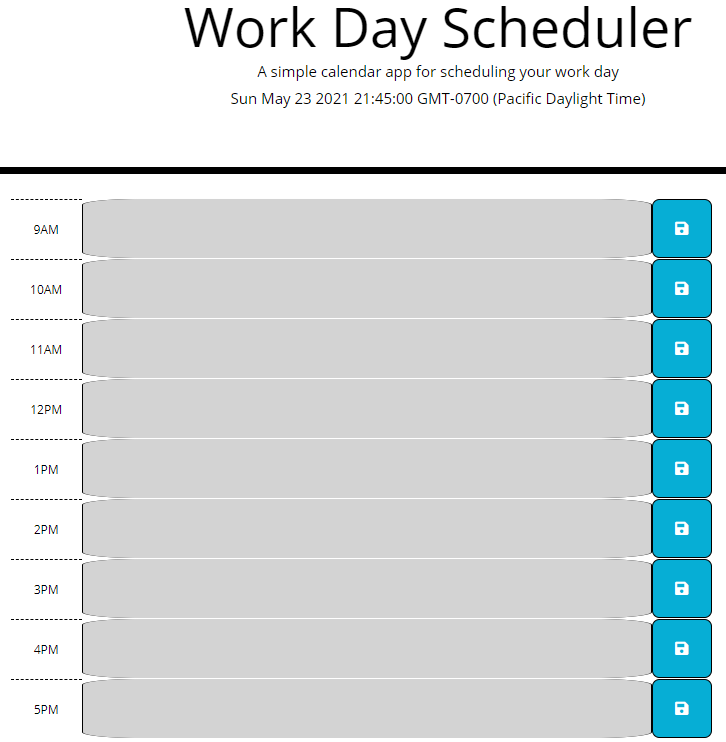 Work Day Scheduler
A simple calendar app for scheduling your work day
Sun May 23 2021 21:45:00 GMT-0700 (Pacific Daylight Time)
9AM
10AM
11AM
12PM
1PM
2PM
3PM
4PM
5PM